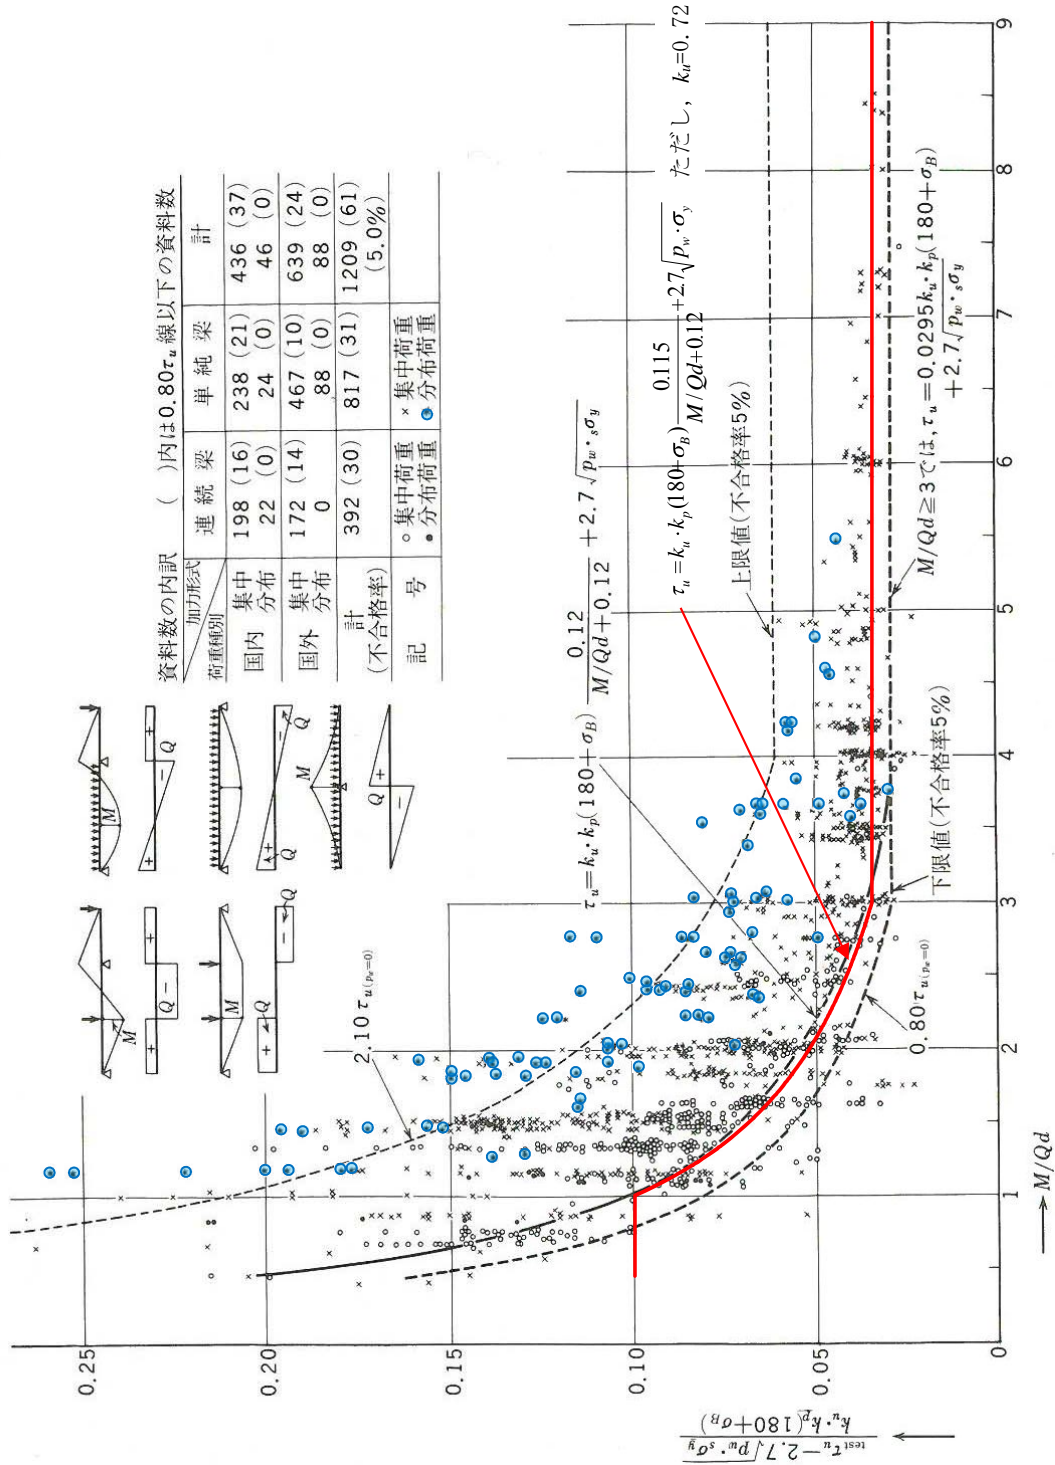 資料数の内訳　(　)内は0.80τu線以下の資料数
加力形式　連続梁　単純梁　計
荷重種別
国内　集中　198 (16)　238 (21)　436 (37)
分布　22 (0)　24 (0)　46 (0)
国外　集中　172 (14)　467 (10)　639 (24)
分布　0　88 (0)　88 (0)
計　392 (30)　817 (31)　1209 (61)
(不合格率)　(5.0%)
記号　○ 集中荷重　× 集中荷重
● 分布荷重　分布荷重
M
Q
M
Q
M
Q
Q
M
Q
2.10τu(pw=0)
τu=ku・kp(180+σB) 0.12/(M/Qd+0.12) +2.7√(pw・sσy)
τu=ku・kp(180+σB) 0.115/(M/Qd+0.12) +2.7√(pw・σy) ただし, ku=0.72
上限値(不合格率5%)
M/Qd≧3では, τu=0.0295ku・kp(180+σB)
+2.7√(pw・sσy)
下限値(不合格率5%)
0.80τu(pw=0)
0.25
0.20
0.15
0.10
0.05
0
0 1 2 3 4 5 6 7 8 9
→M/Qd
(testτu−2.7√(pw・sσy))/(ku・kp(180+σB))